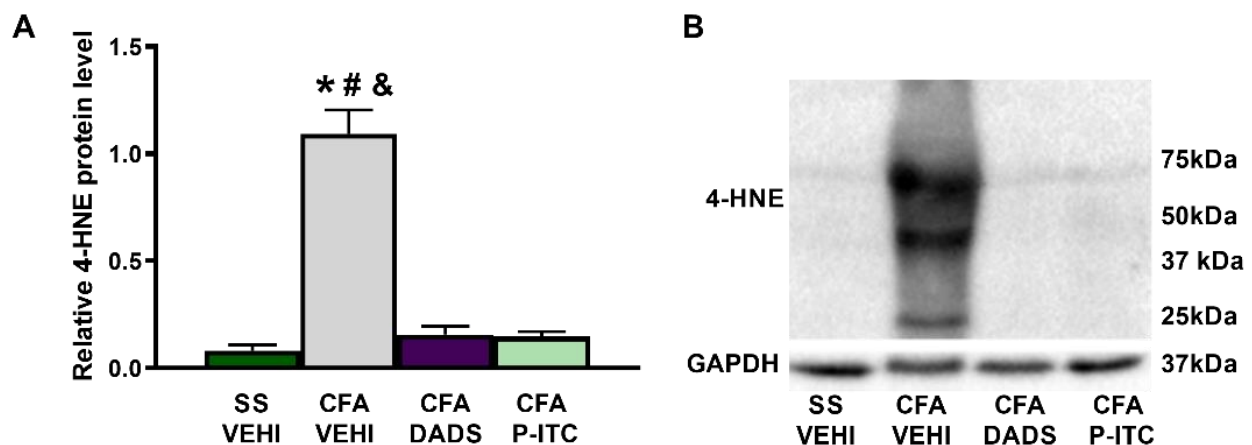 A
Relative 4-HNE protein level
1.5
1.0
0.5
0.0
* # &
SS CFA CFA CFA
VEHI VEHI DADS P-ITC
B
4-HNE
75kDa
50kDa
37 kDa
25kDa
GAPDH 37kDa
SS CFA CFA CFA
VEHI VEHI DADS P-ITC